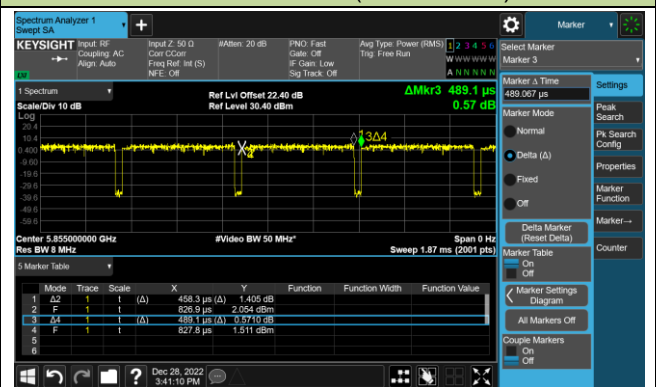 Spectrum Analyzer 1
Swept SA
Marker
KEYSIGHT
Input: RF
Coupling: AC
Align: Auto
Input Z: 50 Ω
Corr CCorr
Freq Ref: Int (S)
NFE: Off
#Atten: 20 dB
PNO: Fast
Gate: Off
IF Gain: Low
Sig Track: Off
Avg Type: Power (RMS)
Trig: Free Run
1 2 3 4 5 6
W W W W W W
A N N N N N
LXI
Select Marker
Marker 3
1 Spectrum
Scale/Div 10 dB
Ref Lvl Offset 22.40 dB
Ref Level 30.40 dBm
ΔMkr3 489.1 µs
0.57 dB
Log
20.4
10.4
0.400
-9.60
-19.6
-29.6
-39.6
-49.6
-59.6
1
3Δ4
Center 5.855000000 GHz
Res BW 8 MHz
#Video BW 50 MHz*
Span 0 Hz
Sweep 1.87 ms (2001 pts)
5 Marker Table
Mode Trace Scale X Y Function Function Width Function Value
1 Δ2 1 t (Δ) 458.3 µs (Δ) 1.405 dB
2 F 1 t 826.9 µs 2.054 dBm
3 Δ4 1 t (Δ) 489.1 µs (Δ) 0.5710 dB
4 F 1 t 827.8 µs 1.511 dBm
5
6
Marker Δ Time
489.067 µs
Marker Mode
Normal
Delta (Δ)
Fixed
Off
Delta Marker
(Reset Delta)
Marker Table
On
Off
Marker Settings
Diagram
All Markers Off
Couple Markers
On
Off
Settings
Peak
Search
Pk Search
Config
Properties
Marker
Function
Marker→
Counter
Dec 28, 2022
3:41:10 PM